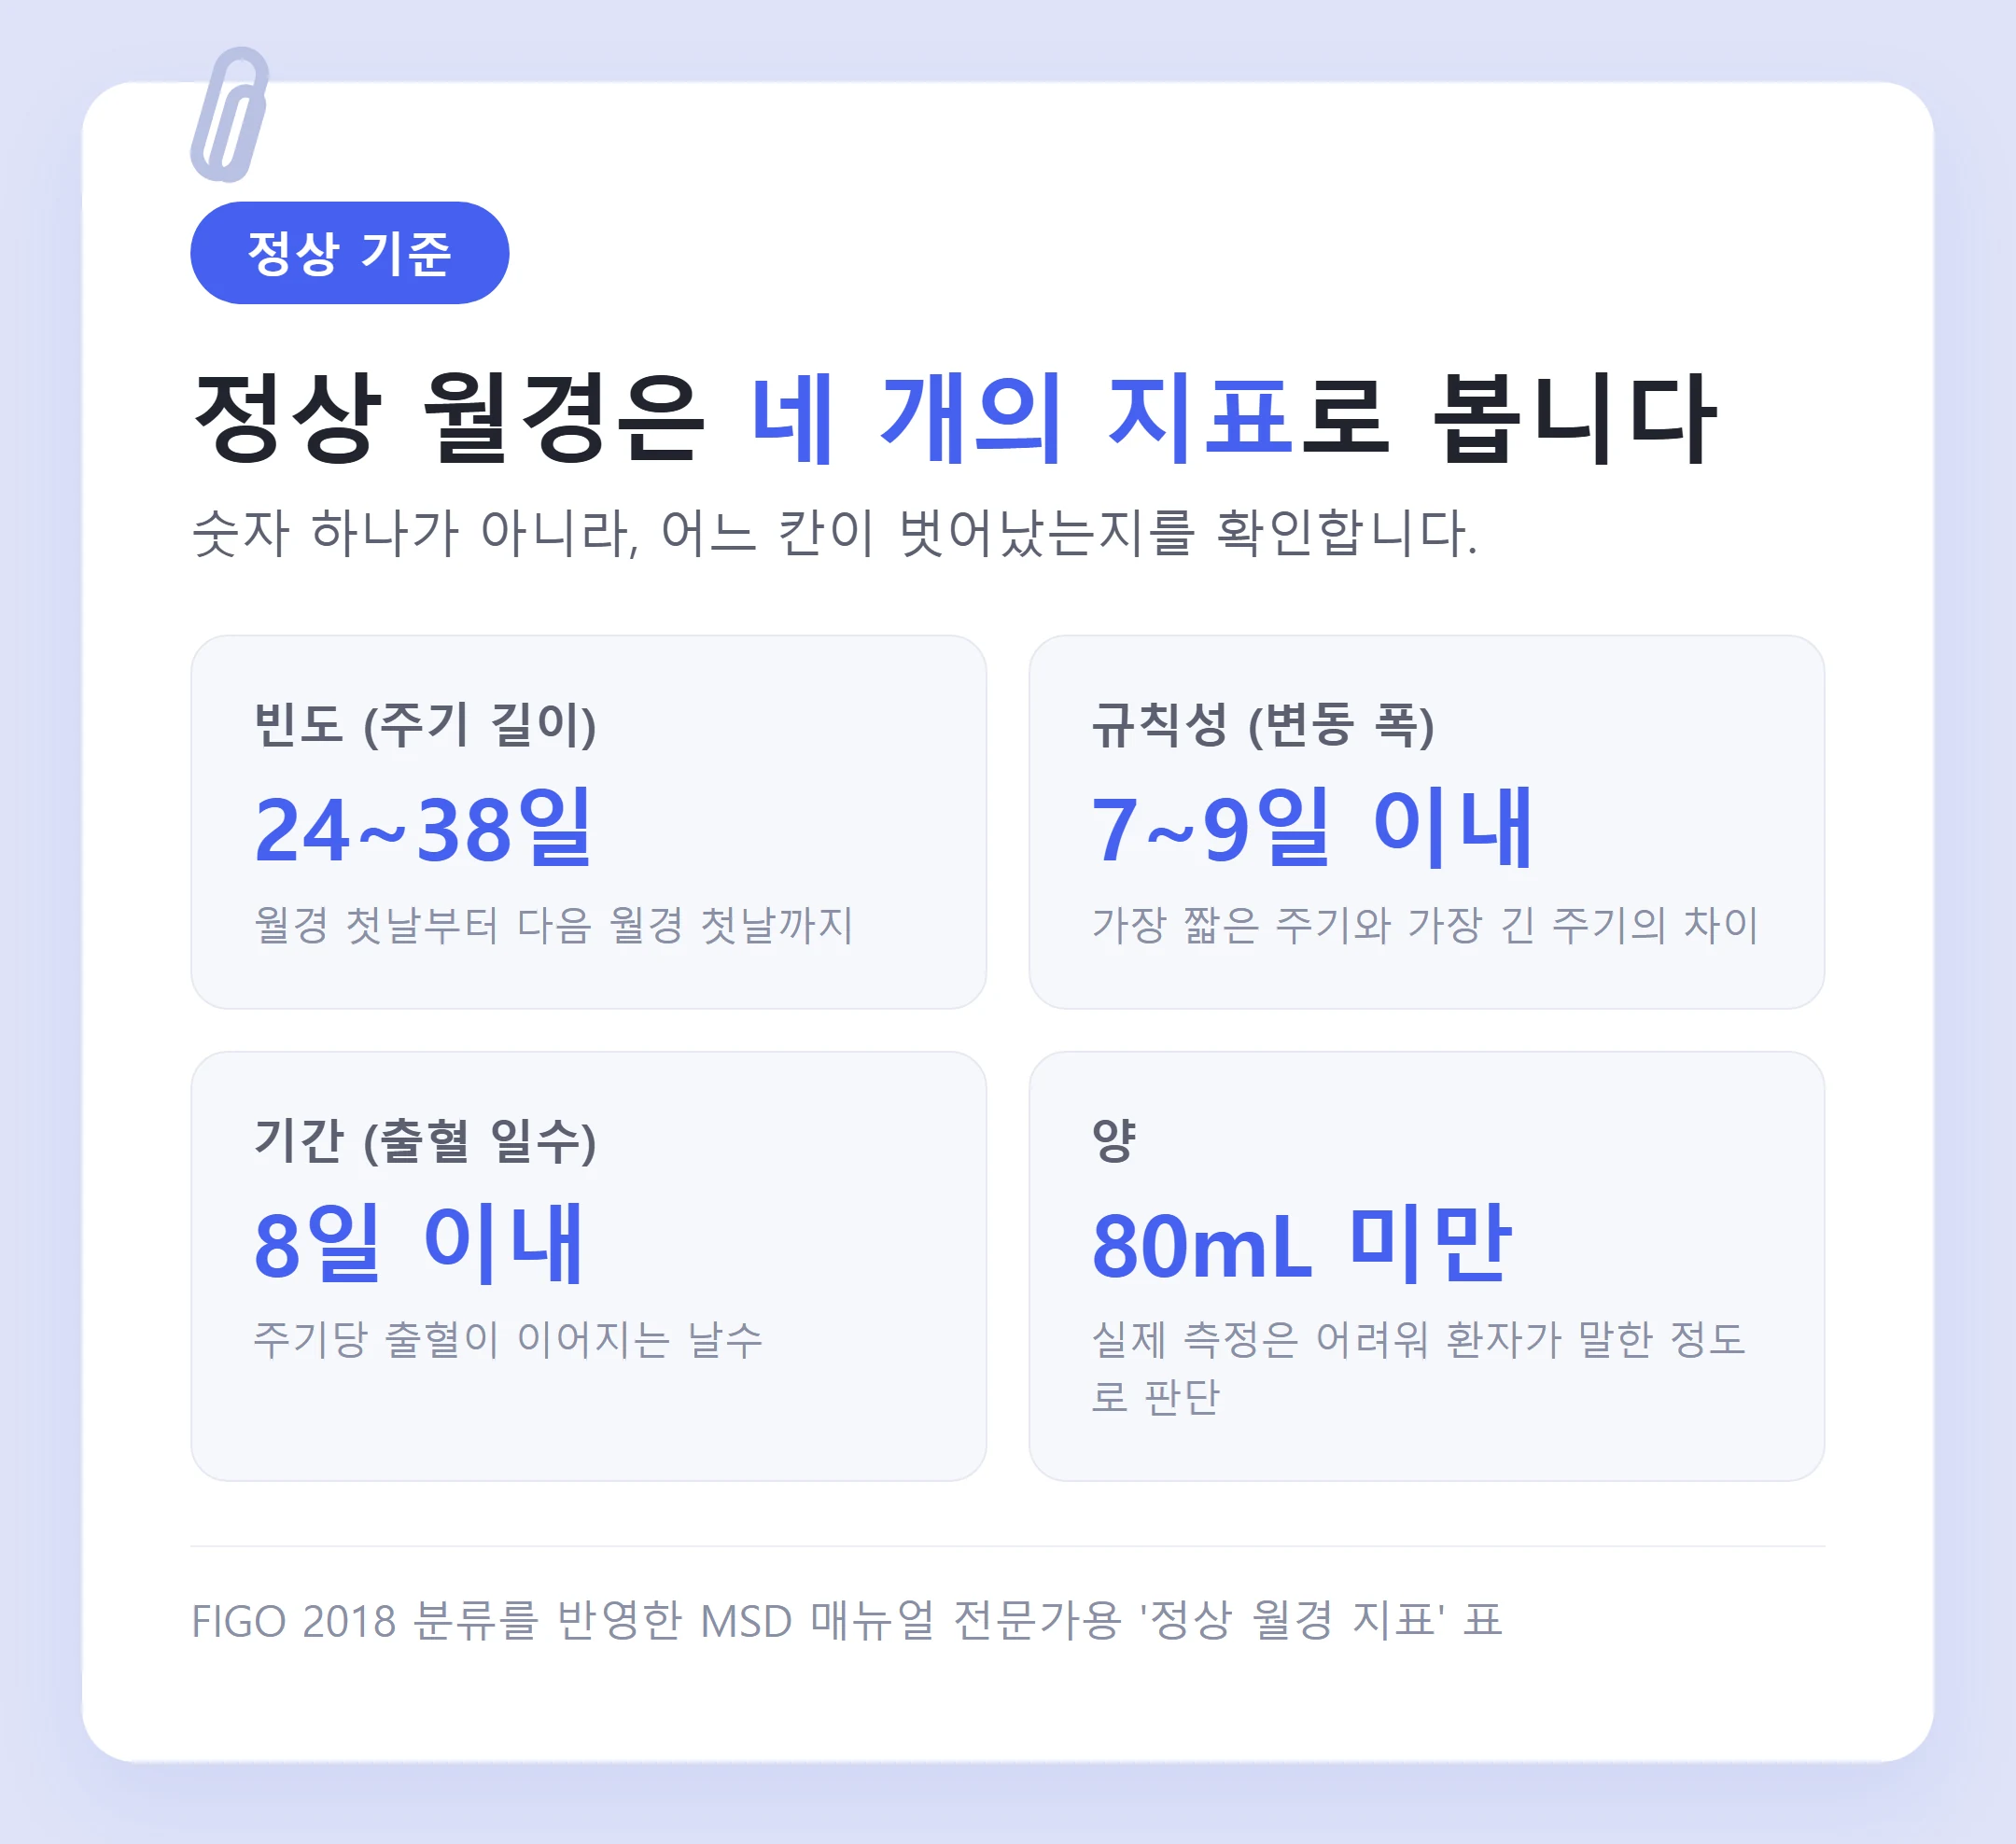 정상 기준
정상 월경은 네 개의 지표로 봅니다
숫자 하나가 아니라, 어느 칸이 벗어났는지를 확인합니다.
빈도 (주기 길이)
24~38일
월경 첫날부터 다음 월경 첫날까지
규칙성 (변동 폭)
7~9일 이내
가장 짧은 주기와 가장 긴 주기의 차이
기간 (출혈 일수)
8일 이내
주기당 출혈이 이어지는 날수
양
80mL 미만
실제 측정은 어려워 환자가 말한 정도
로 판단
FIGO 2018 분류를 반영한 MSD 매뉴얼 전문가용 '정상 월경 지표' 표